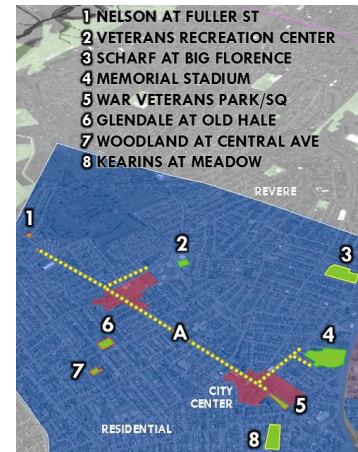 1 NELSON AT FULLER ST
2 VETERANS RECREATION CENTER
3 SCHARF AT BIG FLORENCE
4 MEMORIAL STADIUM
5 WAR VETERANS PARK/SQ
6 GLENDALE AT OLD HALE
7 WOODLAND AT CENTRAL AVE
8 KEARINS AT MEADOW
REVERE
1
2
3
4
6
A
7
CITY
CENTER
5
RESIDENTIAL
8